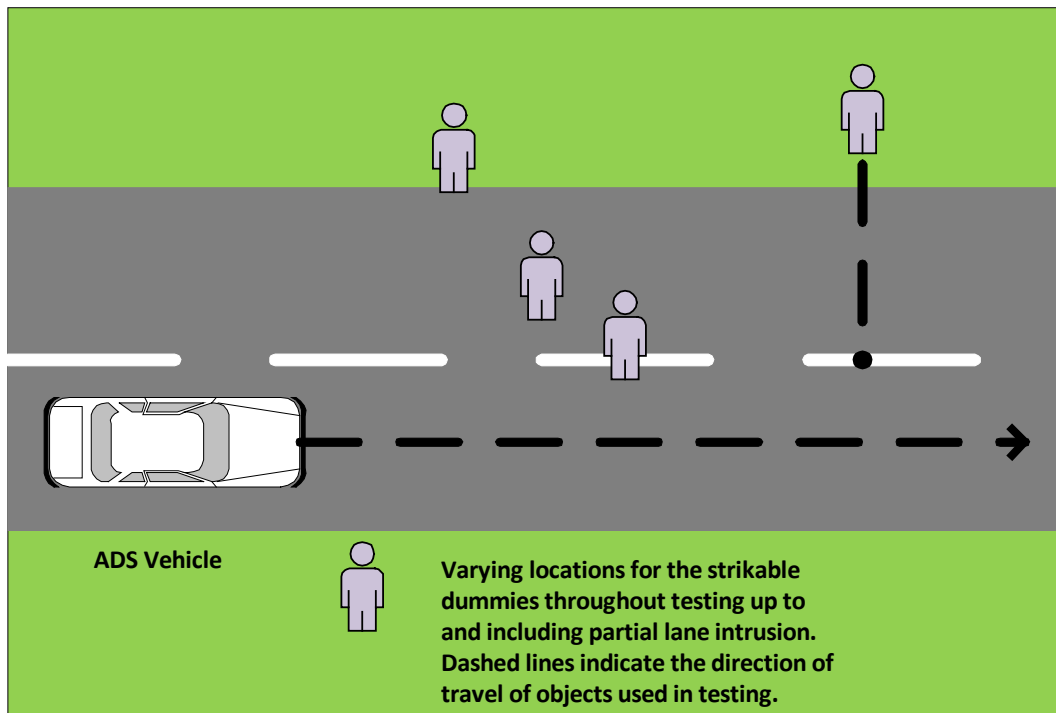 ADS Vehicle
Varying locations for the strikable
dummies throughout testing up to
and including partial lane intrusion.
Dashed lines indicate the direction of
travel of objects used in testing.